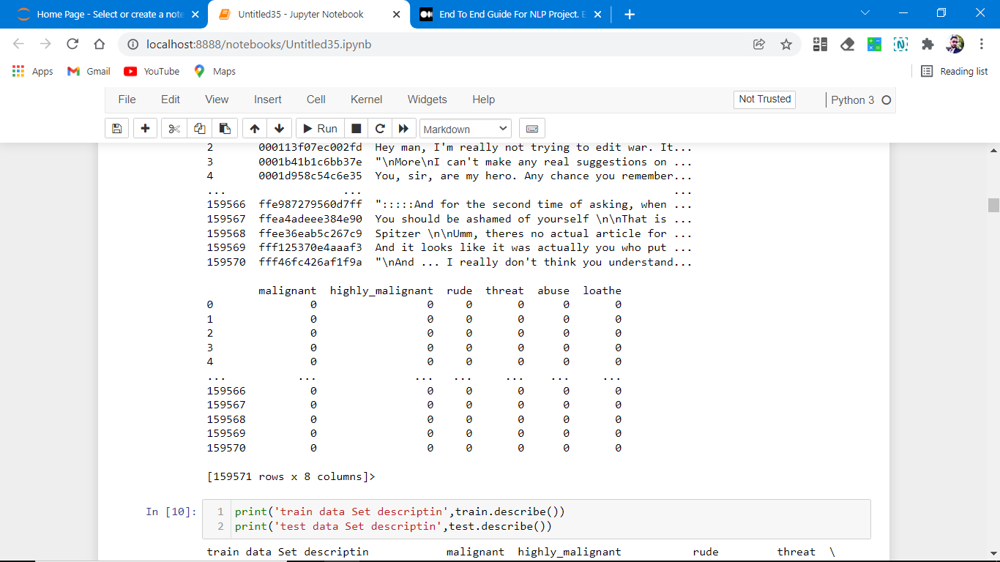 Home Page - Select or create a note
Untitled35 - Jupyter Notebook
End To End Guide For NLP Project. E
localhost:8888/notebooks/Untitled35.ipynb
Apps Gmail YouTube Maps Reading list
File Edit View Insert Cell Kernel Widgets Help Not Trusted Python 3
Run Markdown
2 000113f07ec002fd Hey man, I'm really not trying to edit war. It...
3 0001b41b1c6bb37e "\nMore\nI can't make any real suggestions on ...
4 0001d958c54c6e35 You, sir, are my hero. Any chance you remember...
... ... ...
159566 ffe987279560d7ff ":::::And for the second time of asking, when ...
159567 ffea4adeee384e90 You should be ashamed of yourself \n\nThat is ...
159568 ffee36eab5c267c9 Spitzer \n\nUmm, theres no actual article for ...
159569 fff125370e4aaaf3 And it looks like it was actually you who put ...
159570 fff46fc426af1f9a "\nAnd ... I really don't think you understand...
malignant highly_malignant rude threat abuse loathe
0 0 0 0 0 0 0
1 0 0 0 0 0 0
2 0 0 0 0 0 0
3 0 0 0 0 0 0
4 0 0 0 0 0 0
... ... ... ... ... ... ...
159566 0 0 0 0 0 0
159567 0 0 0 0 0 0
159568 0 0 0 0 0 0
159569 0 0 0 0 0 0
159570 0 0 0 0 0 0
[159571 rows x 8 columns]>
In [10]: 1 print('train data Set descriptin',train.describe())
2 print('test data Set descriptin',test.describe())
train data Set descriptin malignant highly_malignant rude threat \